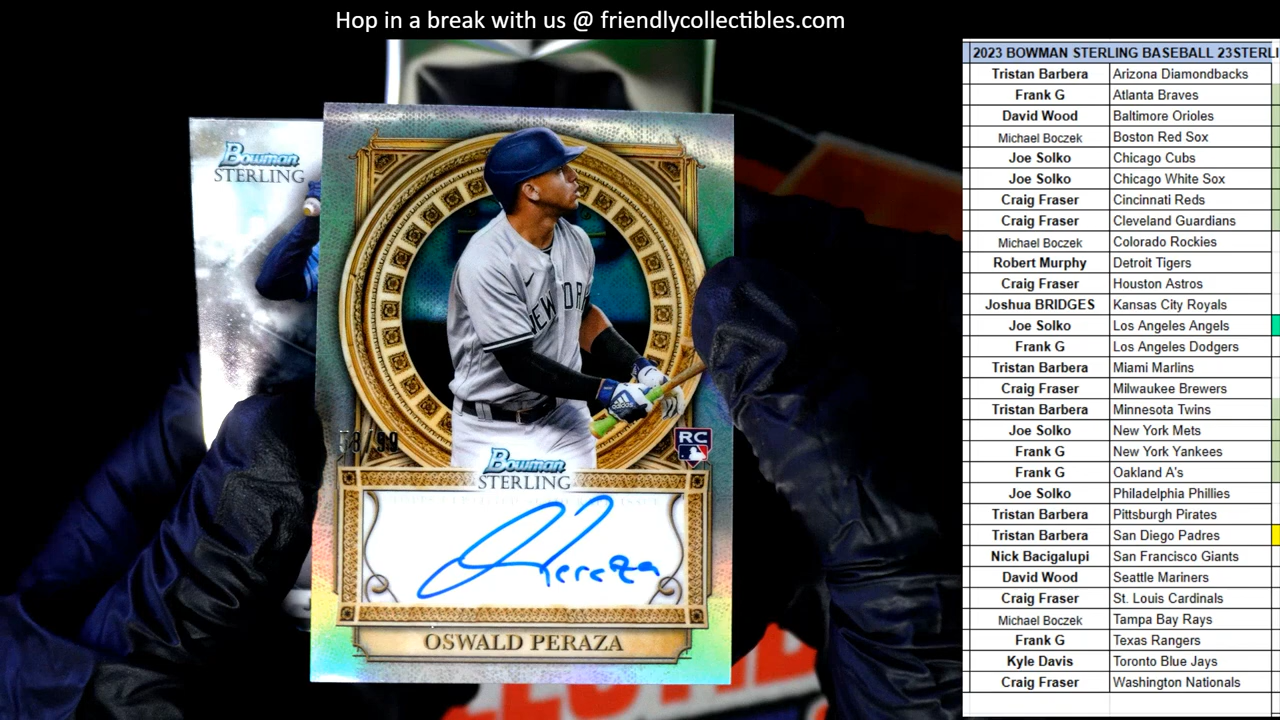 Hop in a break with us @ friendlycollectibles.com
2023 BOWMAN STERLING BASEBALL 23STERLI
Tristan Barbera Arizona Diamondbacks
Frank G Atlanta Braves
David Wood Baltimore Orioles
Michael Boczek Boston Red Sox
Joe Solko Chicago Cubs
Joe Solko Chicago White Sox
Craig Fraser Cincinnati Reds
Craig Fraser Cleveland Guardians
Michael Boczek Colorado Rockies
Robert Murphy Detroit Tigers
Craig Fraser Houston Astros
Joshua BRIDGES Kansas City Royals
Joe Solko Los Angeles Angels
Frank G Los Angeles Dodgers
Tristan Barbera Miami Marlins
Craig Fraser Milwaukee Brewers
Tristan Barbera Minnesota Twins
Joe Solko New York Mets
Frank G New York Yankees
Frank G Oakland A's
Joe Solko Philadelphia Phillies
Tristan Barbera Pittsburgh Pirates
Tristan Barbera San Diego Padres
Nick Bacigalupi San Francisco Giants
David Wood Seattle Mariners
Craig Fraser St. Louis Cardinals
Michael Boczek Tampa Bay Rays
Frank G Texas Rangers
Kyle Davis Toronto Blue Jays
Craig Fraser Washington Nationals
Bowman
STERLING
NEW YORK
adidas
RC
Bowman
STERLING
Peraza
OSWALD PERAZA